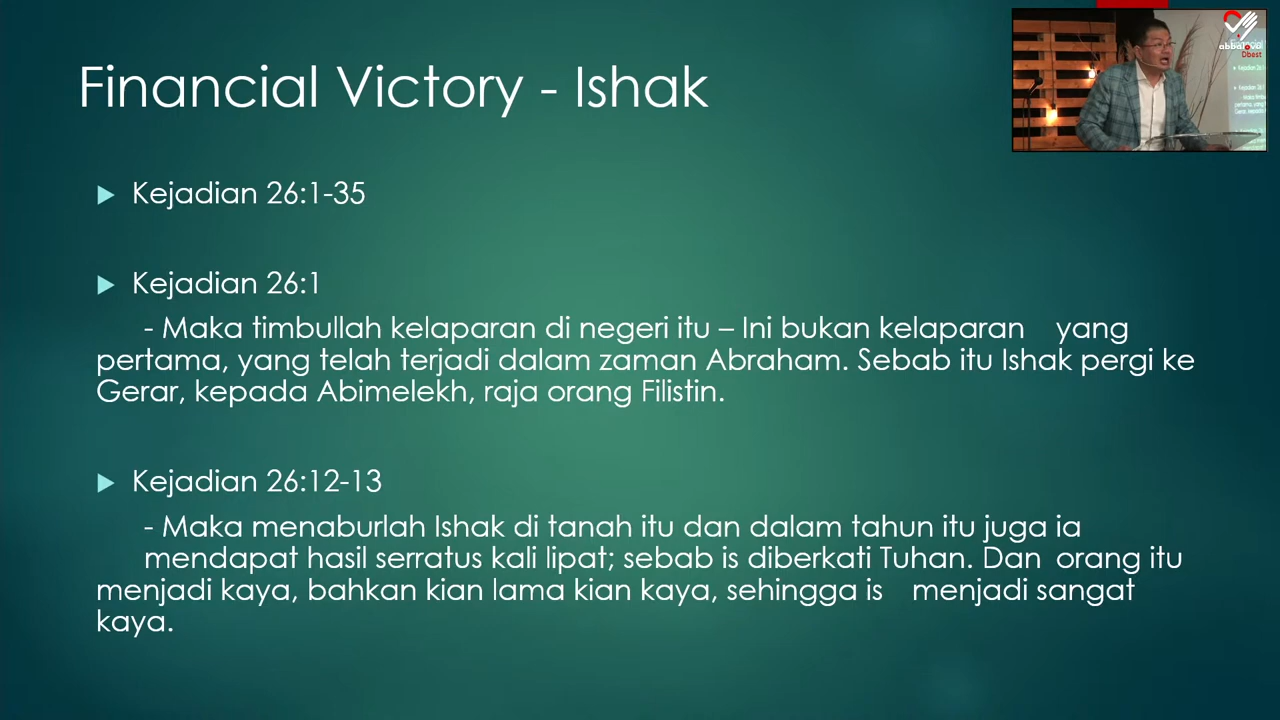 Financial Victory - Ishak
Kejadian 26:1-35
Kejadian 26:1
- Maka timbullah kelaparan di negeri itu – Ini bukan kelaparan yang
pertama, yang telah terjadi dalam zaman Abraham. Sebab itu Ishak pergi ke
Gerar, kepada Abimelekh, raja orang Filistin.
Kejadian 26:12-13
- Maka menaburlah Ishak di tanah itu dan dalam tahun itu juga ia
mendapat hasil serratus kali lipat; sebab is diberkati Tuhan. Dan orang itu
menjadi kaya, bahkan kian lama kian kaya, sehingga is menjadi sangat
kaya.